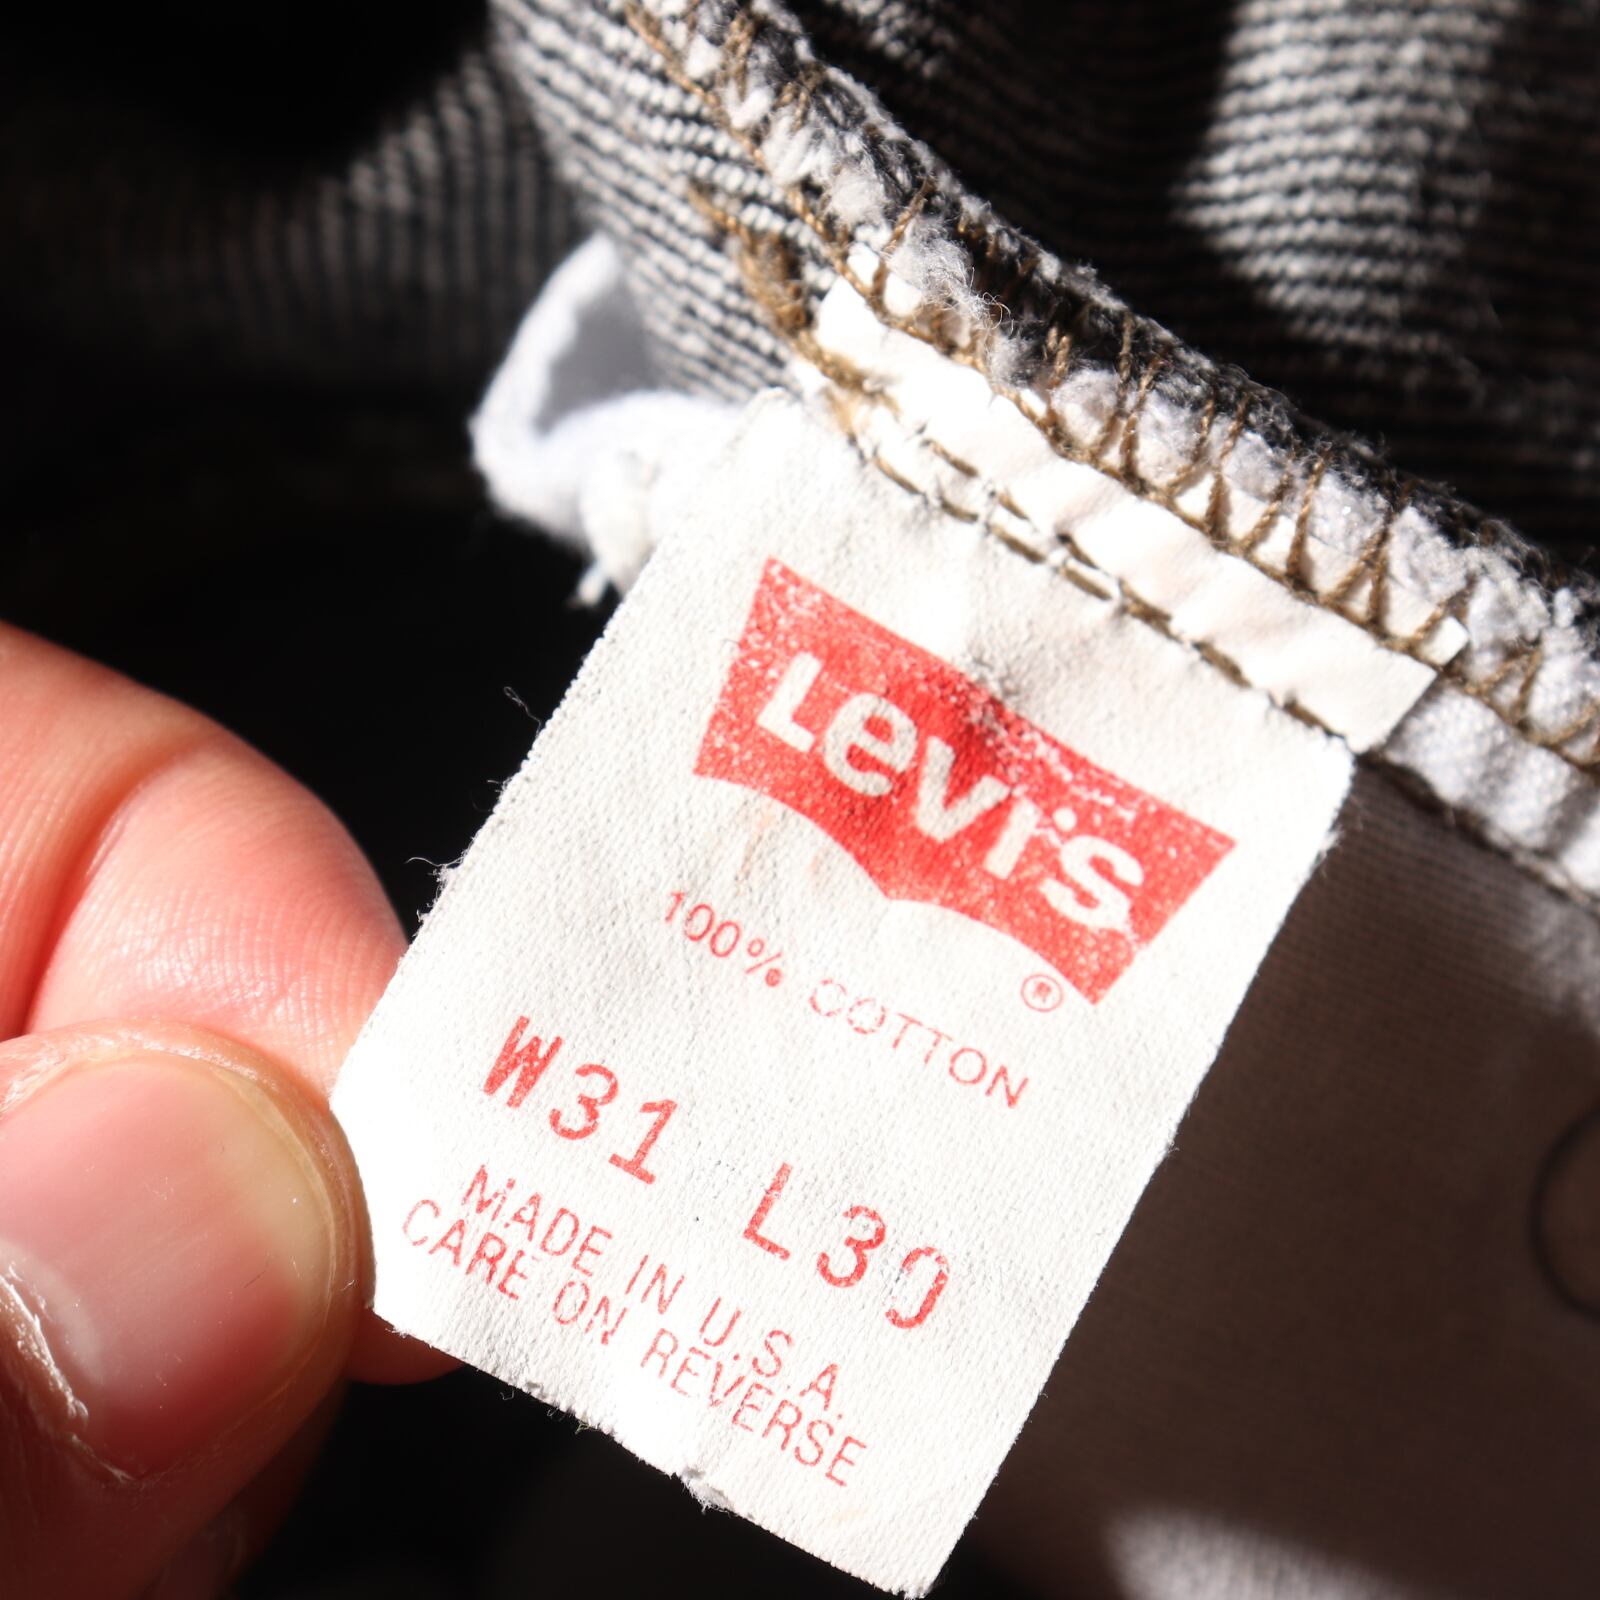 Levi's
®
100% COTTON
W31 L30
MADE IN U.S.A.
CARE ON REVERSE